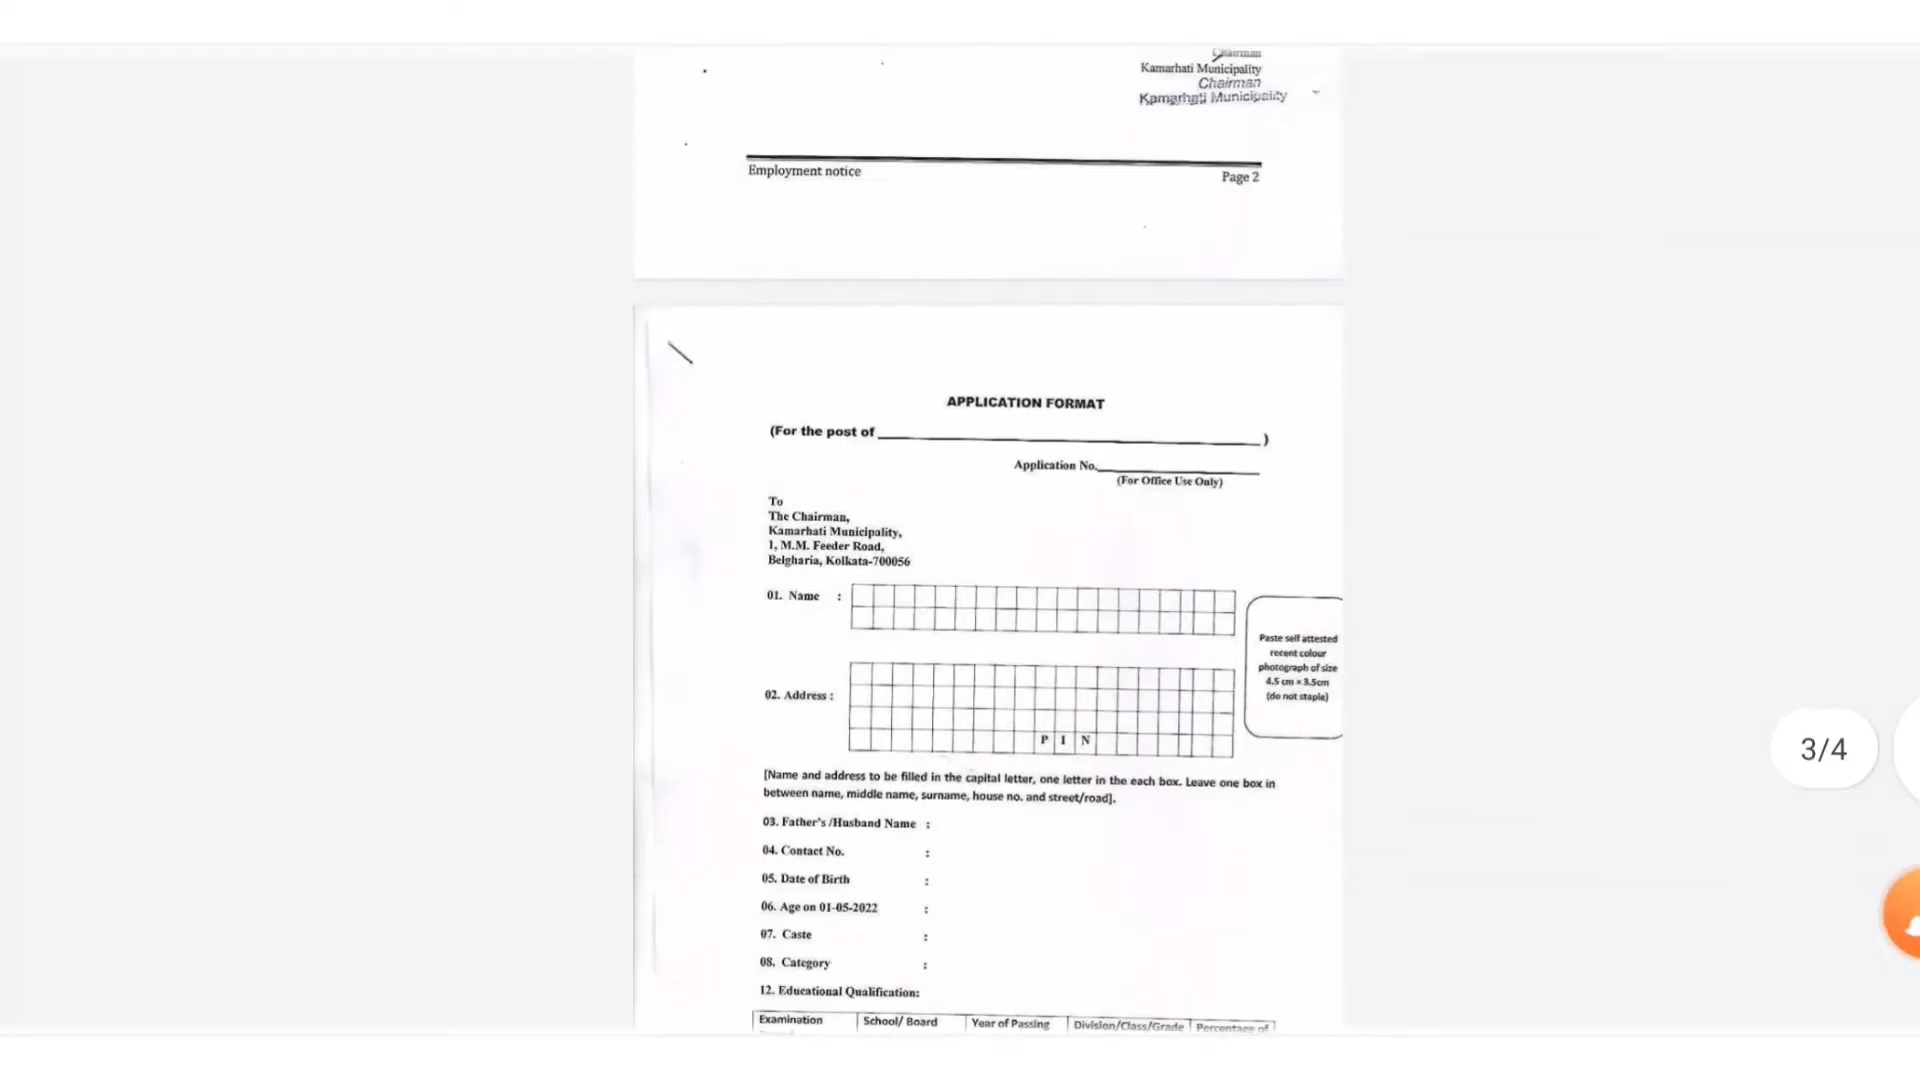 Chairman
Kamarhati Municipality
Chairman
Kamarhati Municipality
Employment notice
Page 2
APPLICATION FORMAT
(For the post of ____________________)
Application No.____________________
(For Office Use Only)
To
The Chairman,
Kamarhati Municipality,
1, M.M. Feeder Road,
Belgharia, Kolkata-700056
01. Name :
Paste self attested
recent colour
photograph of size
4.5 cm × 3.5cm
(do not staple)
02. Address :
P I N
[Name and address to be filled in the capital letter, one letter in the each box. Leave one box in
between name, middle name, surname, house no. and street/road].
03. Father's /Husband Name :
04. Contact No. :
05. Date of Birth :
06. Age on 01-05-2022 :
07. Caste :
08. Category :
12. Educational Qualification:
Examination School/ Board Year of Passing Division/Class/Grade Percentage of
3/4